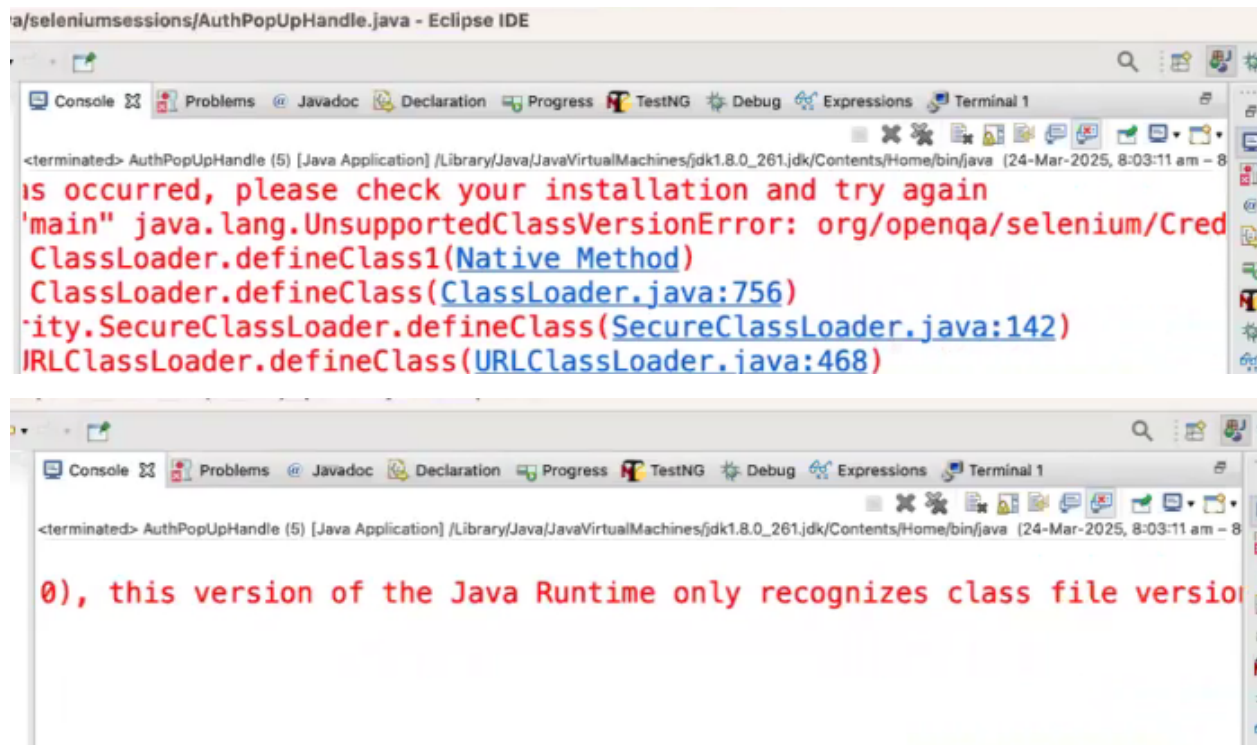 a/seleniumsessions/AuthPopUpHandle.java - Eclipse IDE
Console Problems @ Javadoc Declaration Progress TestNG Debug Expressions Terminal 1
<terminated> AuthPopUpHandle (5) [Java Application] /Library/Java/JavaVirtualMachines/jdk1.8.0_261.jdk/Contents/Home/bin/java (24-Mar-2025, 8:03:11 am – 8
as occurred, please check your installation and try again
"main" java.lang.UnsupportedClassVersionError: org/openqa/selenium/Cred
ClassLoader.defineClass1(Native Method)
ClassLoader.defineClass(ClassLoader.java:756)
rity.SecureClassLoader.defineClass(SecureClassLoader.java:142)
URLClassLoader.defineClass(URLClassLoader.java:468)
Console Problems @ Javadoc Declaration Progress TestNG Debug Expressions Terminal 1
<terminated> AuthPopUpHandle (5) [Java Application] /Library/Java/JavaVirtualMachines/jdk1.8.0_261.jdk/Contents/Home/bin/java (24-Mar-2025, 8:03:11 am – 8
0), this version of the Java Runtime only recognizes class file versio